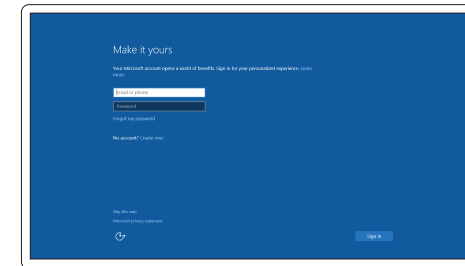 Make it yours
Your Microsoft account opens a world of benefits. Sign in for your personalized experience. Learn
more.
Email or phone
Password
Forgot my password
No account? Create one!
Skip this step
Microsoft privacy statement
Sign in